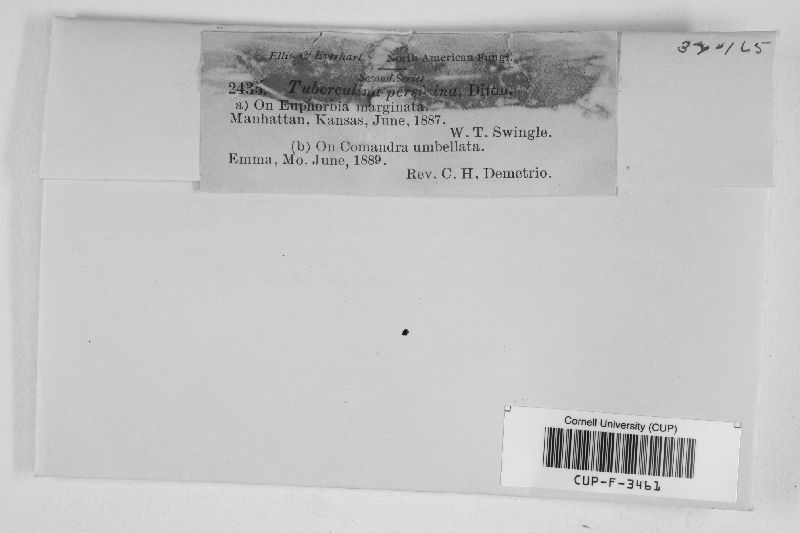 Ellis & Everhart. North American Fungi.
Second Series
2435. Tuberculina persicina, Ditm.
a) On Euphorbia marginata.
Manhattan, Kansas, June, 1887.
W. T. Swingle.
(b) On Comandra umbellata.
Emma, Mo. June, 1889.
Rev. C. H. Demetrio.
Cornell University (CUP)
CUP-F-3461